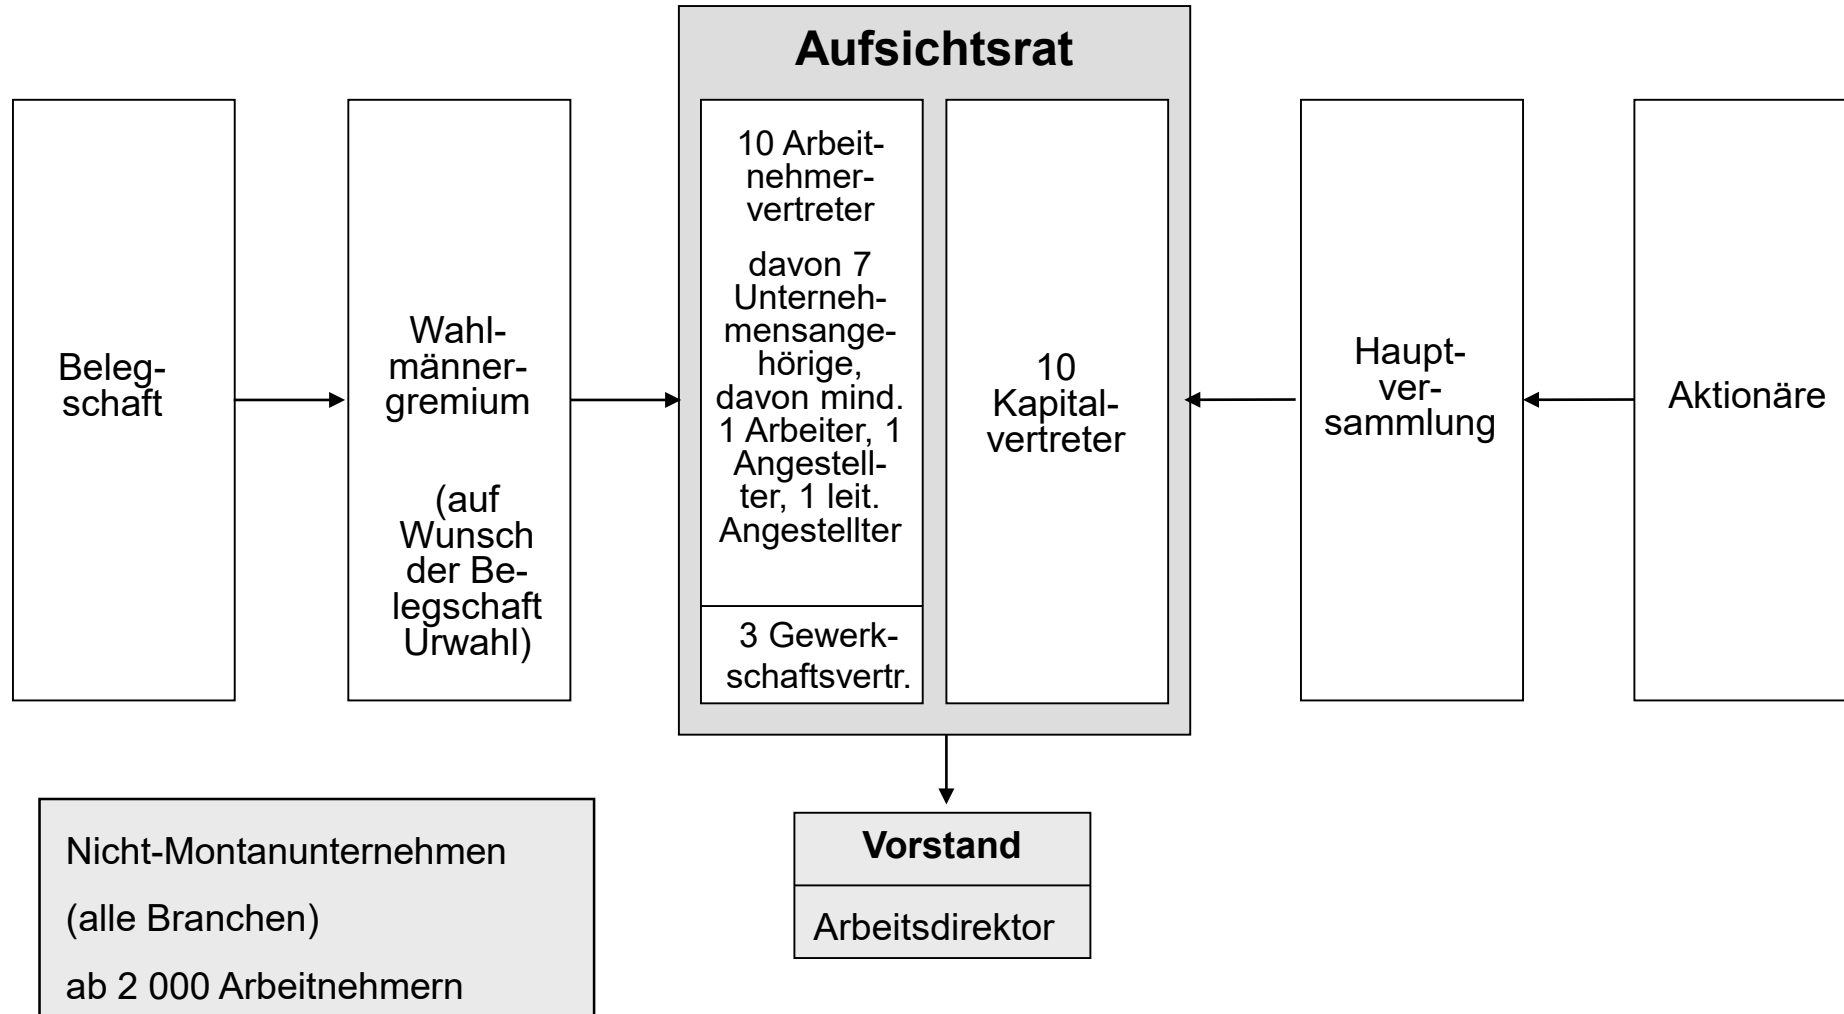 Aufsichtsrat
Beleg-
schaft
Wahl-
männer-
gremium
(auf
Wunsch
der Be-
legschaft
Urwahl)
10 Arbeit-
nehmer-
vertreter
davon 7
Unterneh-
mensange-
hörige,
davon mind.
1 Arbeiter, 1
Angestell-
ter, 1 leit.
Angestellter
3 Gewerk-
schaftsvertr.
10
Kapital-
vertreter
Haupt-
ver-
sammlung
Aktionäre
Vorstand
Arbeitsdirektor
Nicht-Montanunternehmen
(alle Branchen)
ab 2 000 Arbeitnehmern